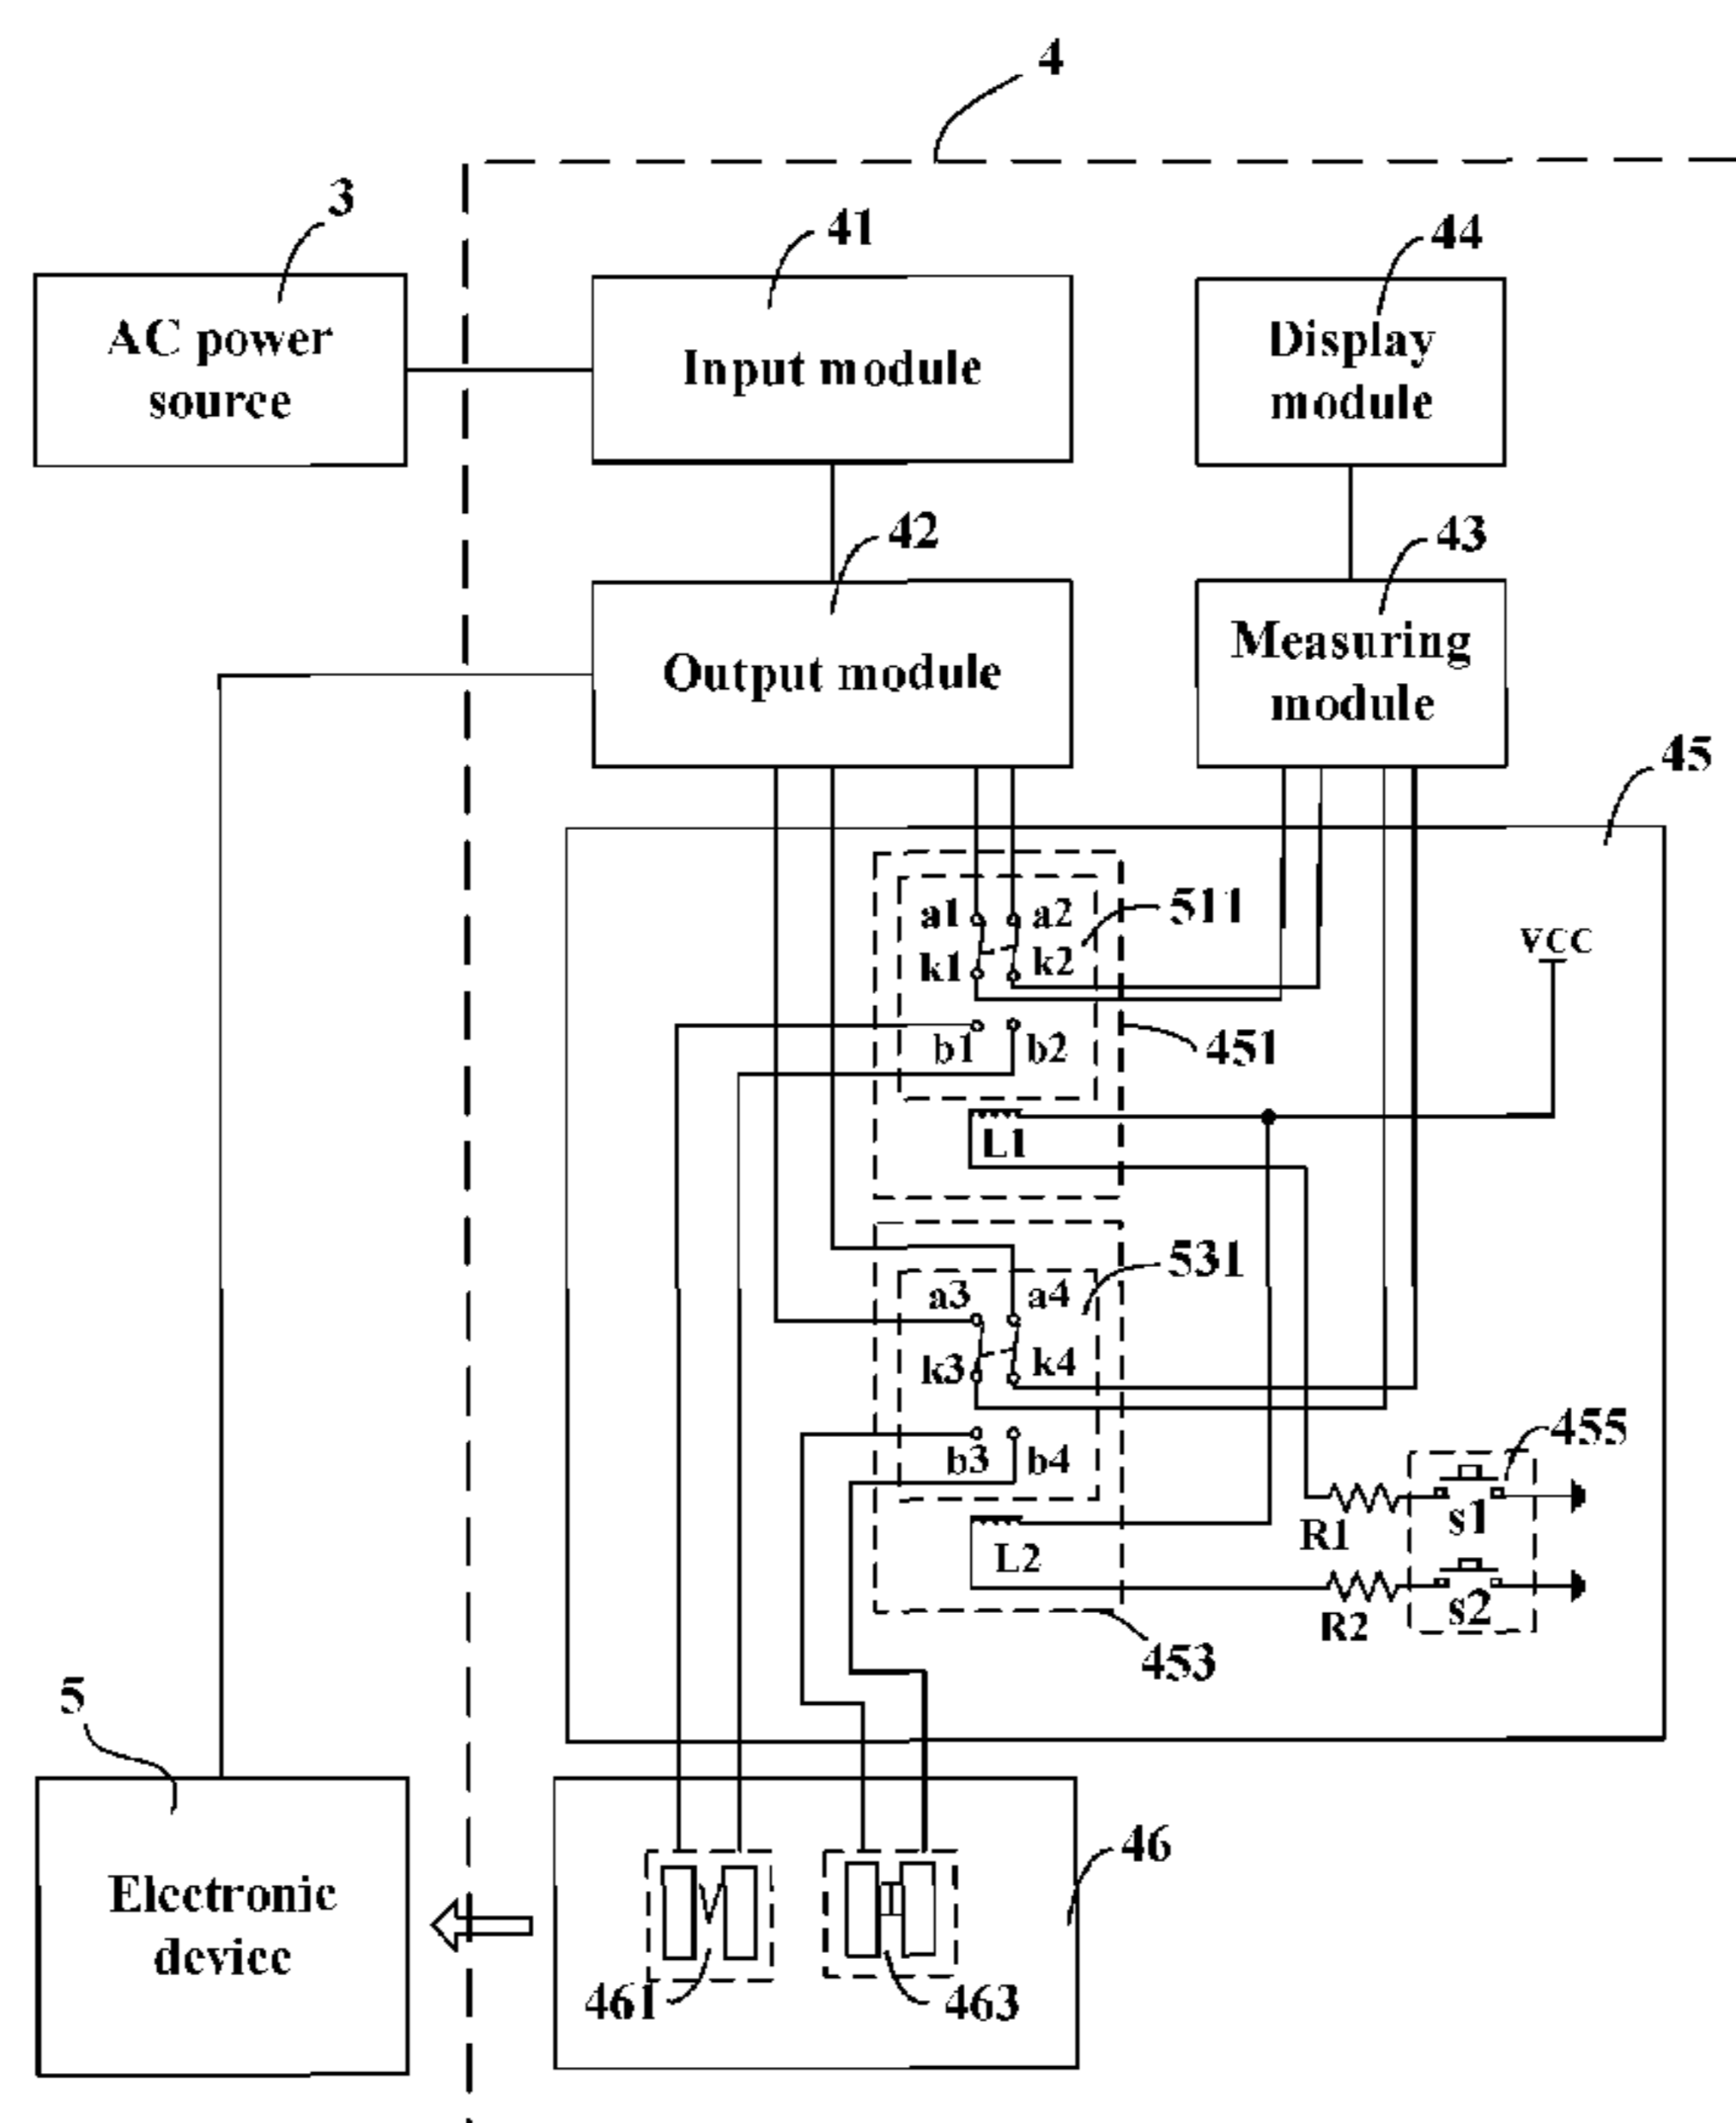 4
3
41
44
AC power
source
Input module
Display
module
42
43
Output module
Measuring
module
45
a1
a2
511
k1
k2
VCC
b1
b2
451
L1
531
a3
a4
k3
k4
455
b3
b4
s1
R1
L2
s2
R2
453
5
46
Electronic
device
461
463